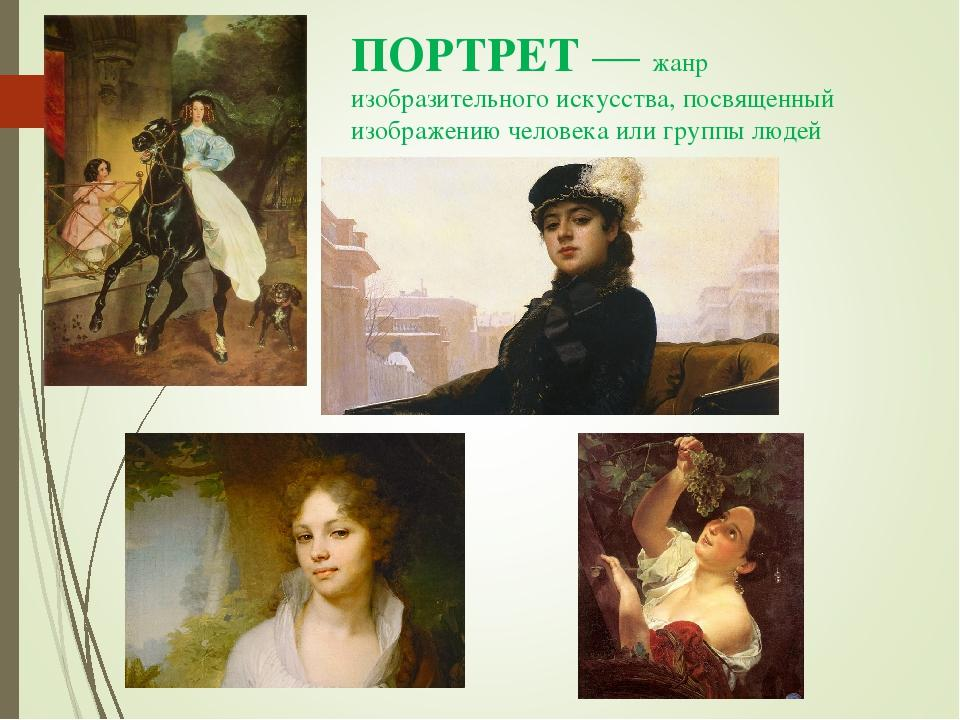 ПОРТРЕТ — жанр
изобразительного искусства, посвященный
изображению человека или группы людей